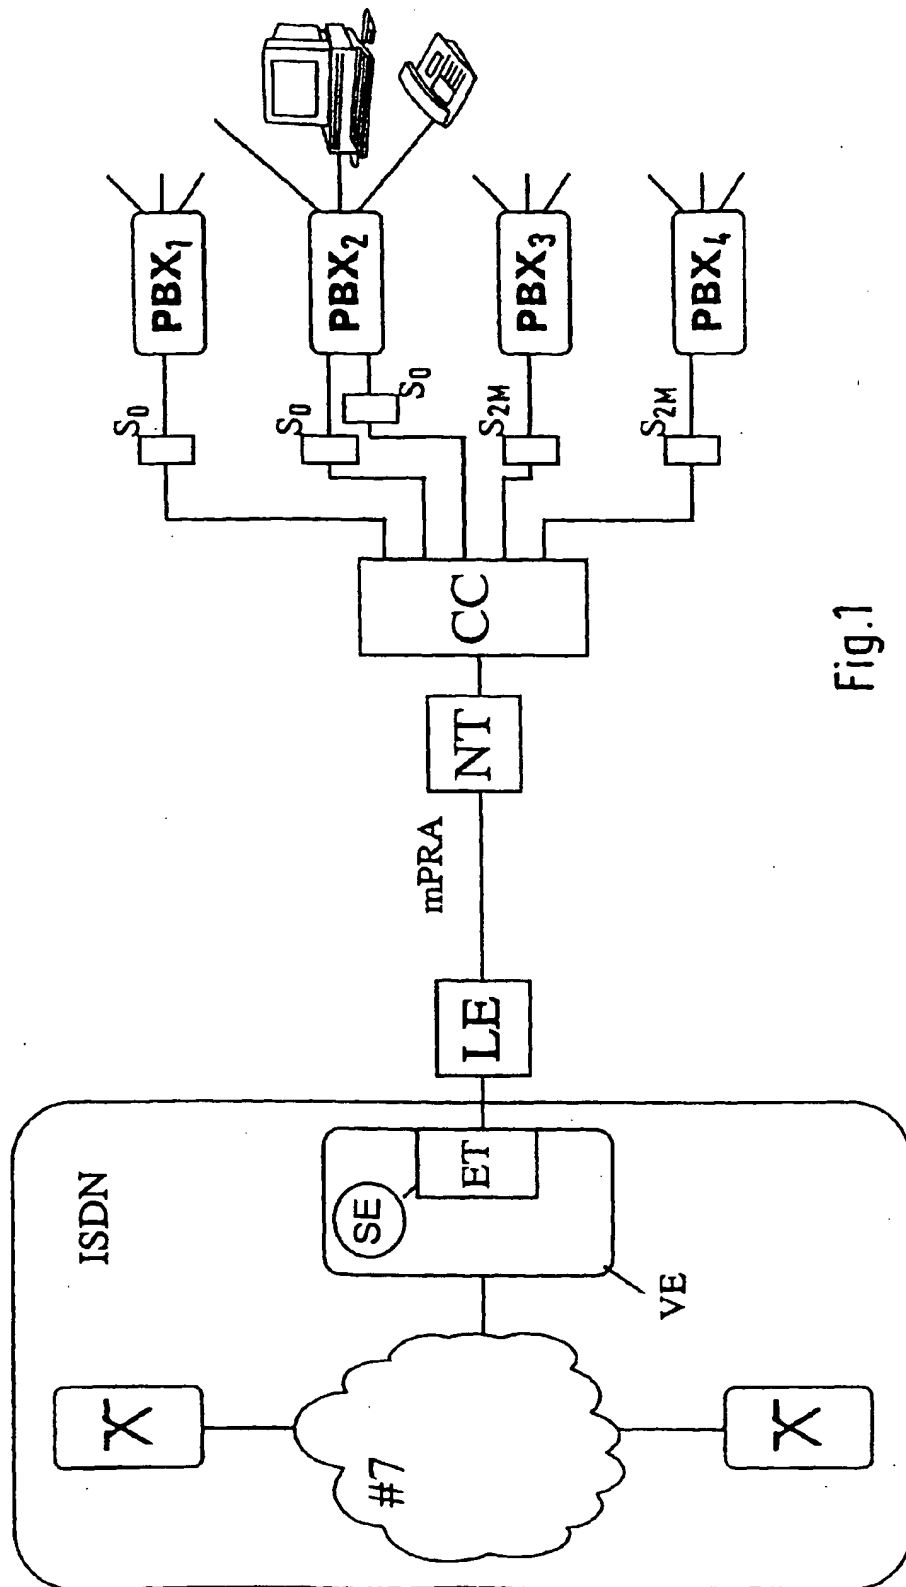 ISDN
#7
VE
SE
ET
LE
mPRA
NT
CC
S0
S0
S0
S2M
S2M
PBX1
PBX2
PBX3
PBX4
Fig.1